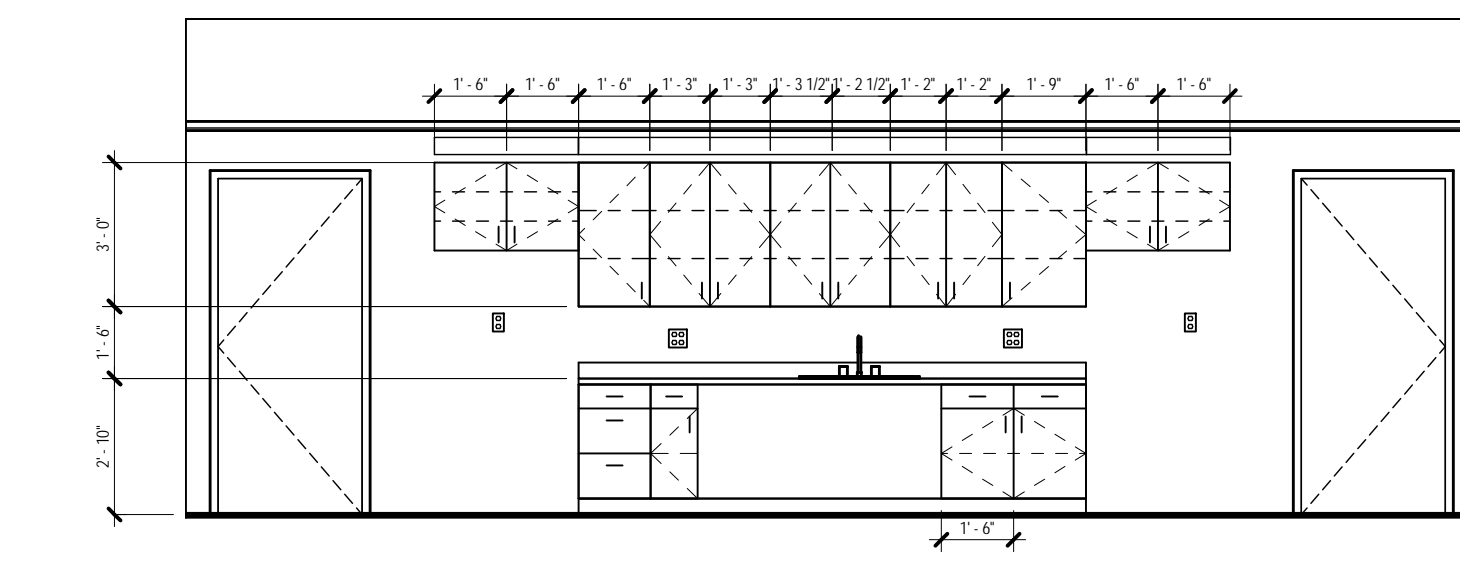 1' - 6" 1' - 6" 1' - 6" 1' - 3" 1' - 3" 1' - 3 1/2" 1' - 2 1/2" 1' - 2" 1' - 2" 1' - 9" 1' - 6" 1' - 6"
3' - 0"
1' - 6"
2' - 10"
1' - 6"